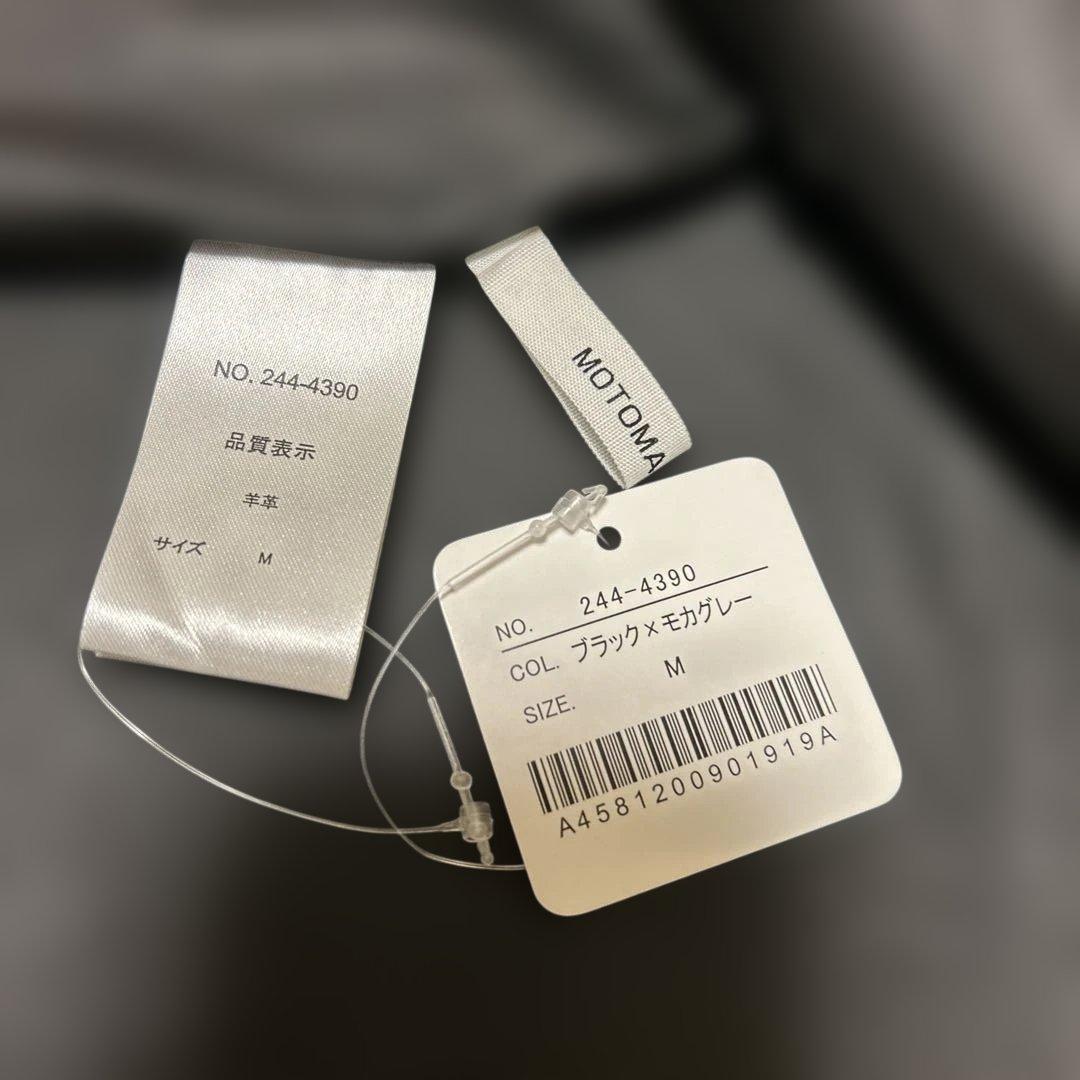 NO. 244-4390
品質表示
羊革
サイズ M
MOTOMA
NO. 244-4390
COL. ブラック×モカグレー
SIZE. M
A4581200901919A